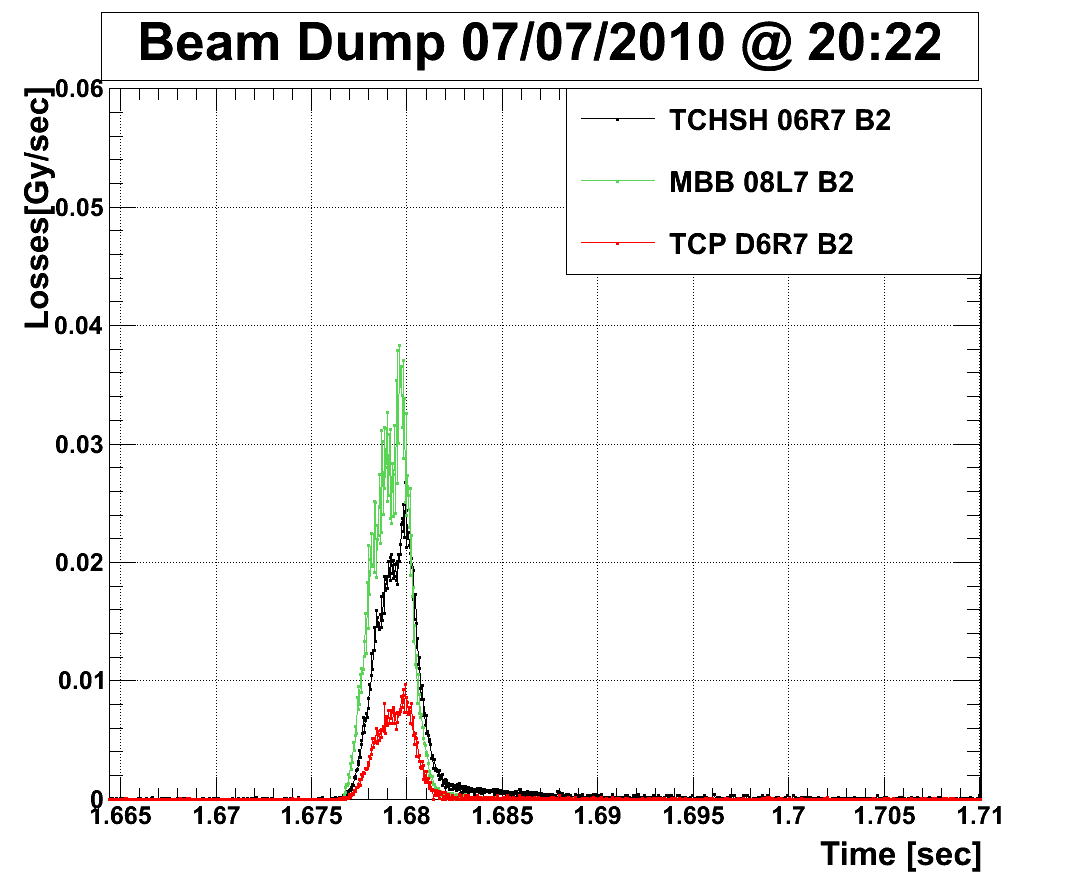 Beam Dump 07/07/2010 @ 20:22
Losses[Gy/sec]
TCHSH 06R7 B2
MBB 08L7 B2
TCP D6R7 B2
0.06
0.05
0.04
0.03
0.02
0.01
0
1.665 1.67 1.675 1.68 1.685 1.69 1.695 1.7 1.705 1.71
Time [sec]